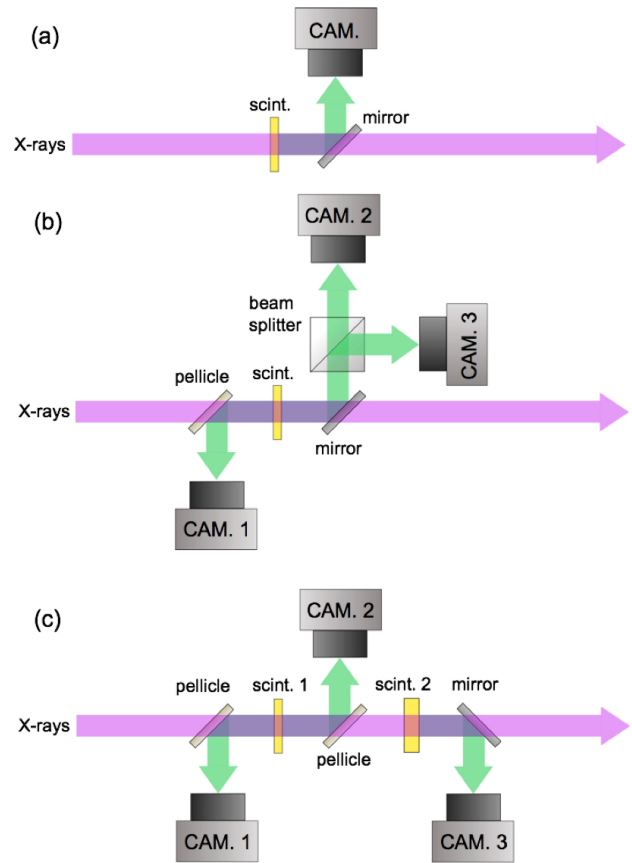 (a)
CAM.
scint.
mirror
X-rays
(b)
CAM. 2
beam
splitter
CAM. 3
pellicle
scint.
X-rays
mirror
CAM. 1
(c)
CAM. 2
pellicle
scint. 1
scint. 2
mirror
X-rays
pellicle
CAM. 1
CAM. 3